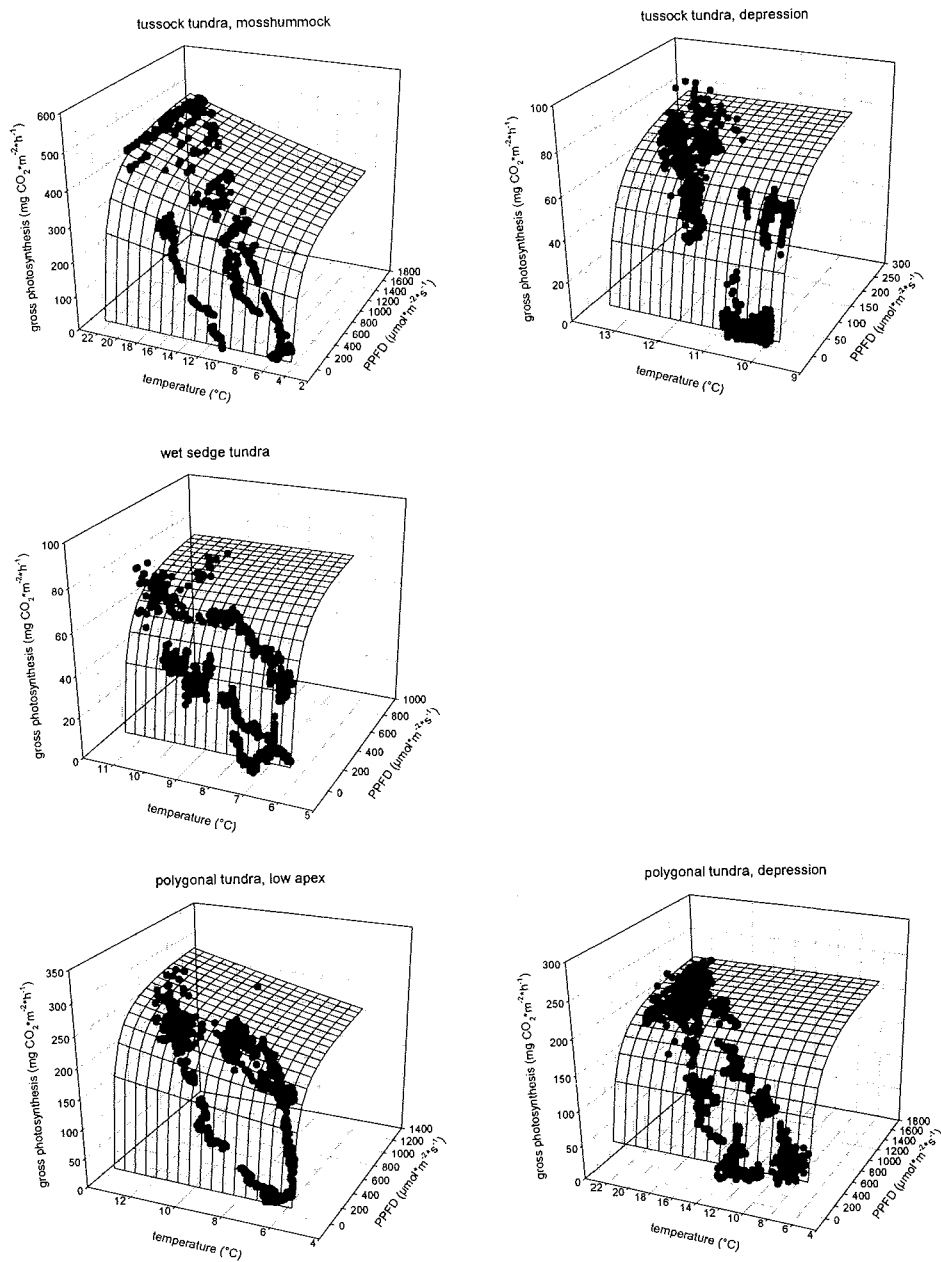 tussock tundra, mosshummock
gross photosynthesis (mg CO2*m-2*h-1)
600
500
400
300
200
100
0
22 20 18 16 14 12 10 8 6 4 2
temperature (°C)
0 200 400 600 800 1000 1200 1400 1600 1800
PPFD (µmol*m-2*s-1)
tussock tundra, depression
gross photosynthesis (mg CO2*m-2*h-1)
100
80
60
40
20
0
13 12 11 10 9
temperature (°C)
0 50 100 150 200 250 300
PPFD (µmol*m-2*s-1)
wet sedge tundra
gross photosynthesis (mg CO2*m-2*h-1)
100
80
60
40
20
0
11 10 9 8 7 6 5
temperature (°C)
0 200 400 600 800 1000
PPFD (µmol*m-2*s-1)
polygonal tundra, low apex
gross photosynthesis (mg CO2*m-2*h-1)
350
300
250
200
150
100
50
0
12 10 8 6 4
temperature (°C)
0 200 400 600 800 1000 1200 1400
PPFD (µmol*m-2*s-1)
polygonal tundra, depression
gross photosynthesis (mg CO2*m-2*h-1)
300
250
200
150
100
50
0
22 20 18 16 14 12 10 8 6 4
temperature (°C)
0 200 400 600 800 1000 1200 1400 1600 1800
PPFD (µmol*m-2*s-1)